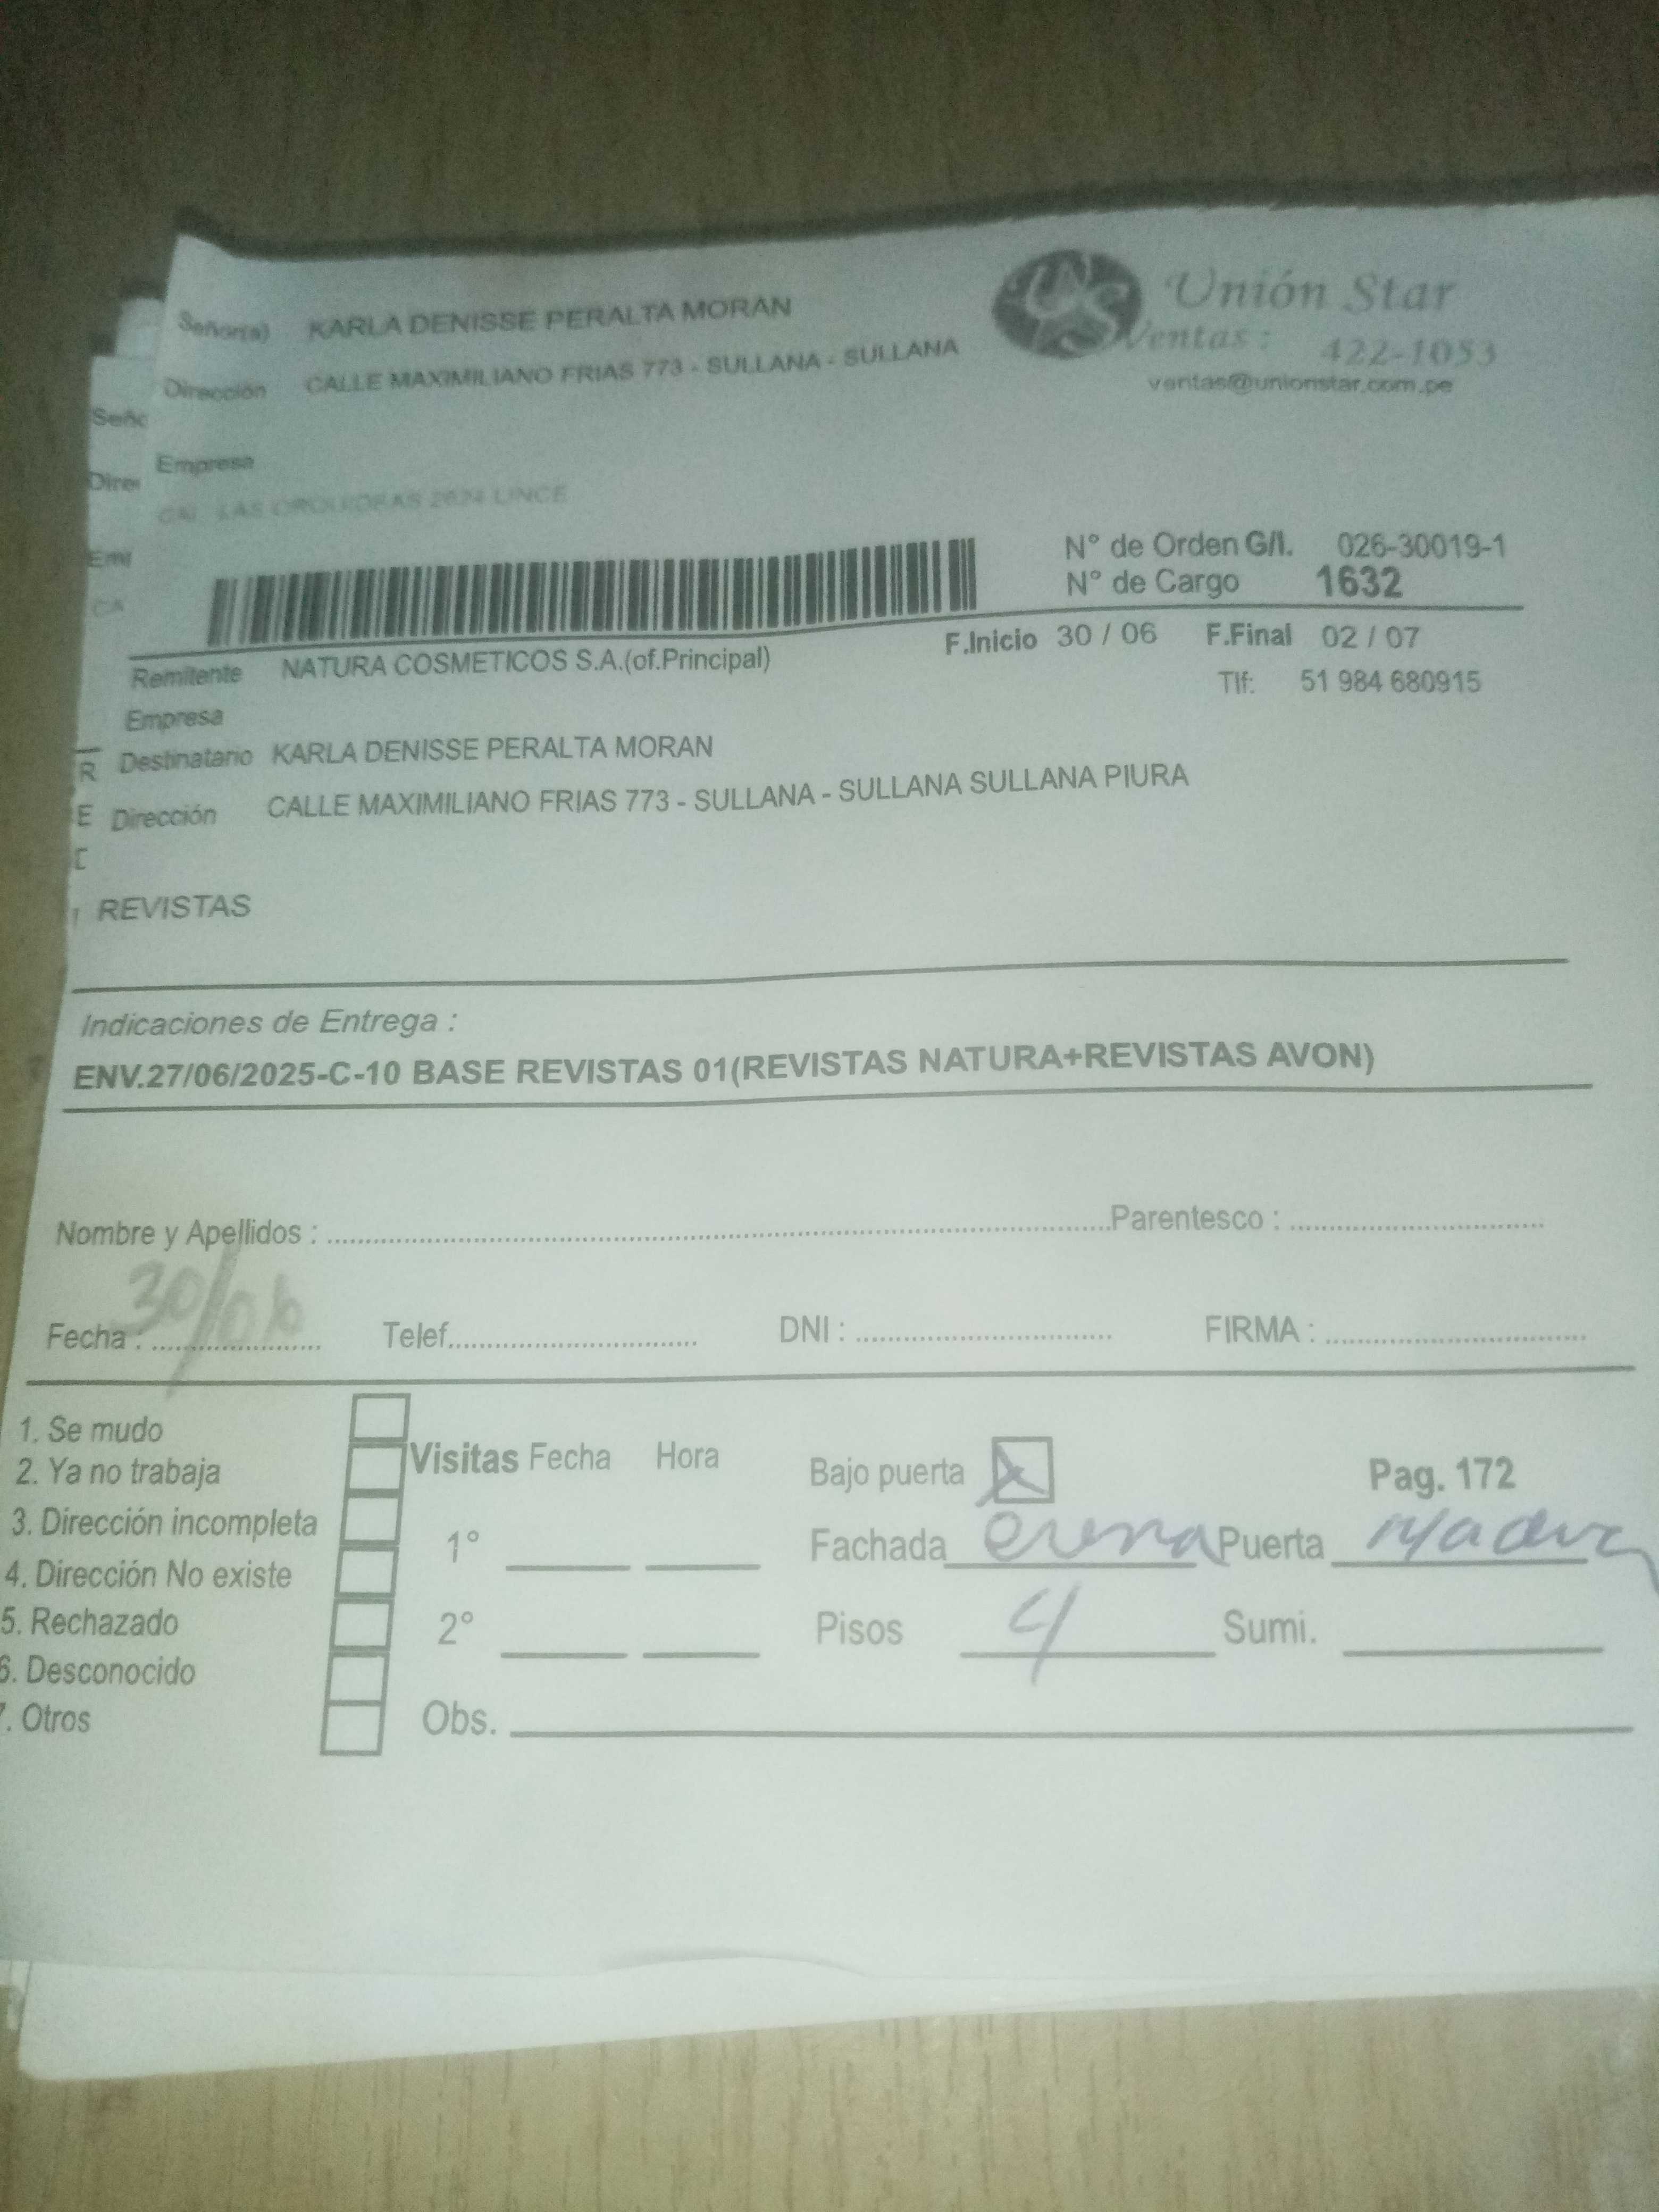 Señor(a) KARLA DENISSE PERALTA MORAN
Unión Star
Ventas : 422-1053
Dirección CALLE MAXIMILIANO FRIAS 773 - SULLANA - SULLANA
ventas@unionstar.com.pe
Empresa
CAL. LAS ORQUIDEAS 2634 LINCE
N° de Orden G/I. 026-30019-1
N° de Cargo 1632
F.Inicio 30 / 06 F.Final 02 / 07
Remitente NATURA COSMETICOS S.A.(of.Principal)
Tlf: 51 984 680915
Empresa
Destinatario KARLA DENISSE PERALTA MORAN
Dirección CALLE MAXIMILIANO FRIAS 773 - SULLANA - SULLANA SULLANA PIURA
REVISTAS
Indicaciones de Entrega :
ENV.27/06/2025-C-10 BASE REVISTAS 01(REVISTAS NATURA+REVISTAS AVON)
Nombre y Apellidos : Parentesco :
Fecha : 30/06 Telef. DNI : FIRMA :
1. Se mudo
2. Ya no trabaja
3. Dirección incompleta
4. Dirección No existe
5. Rechazado
6. Desconocido
7. Otros
Visitas Fecha Hora
1°
2°
Bajo puerta X Pag. 172
Fachada crema Puerta Madera
Pisos 4 Sumi.
Obs.